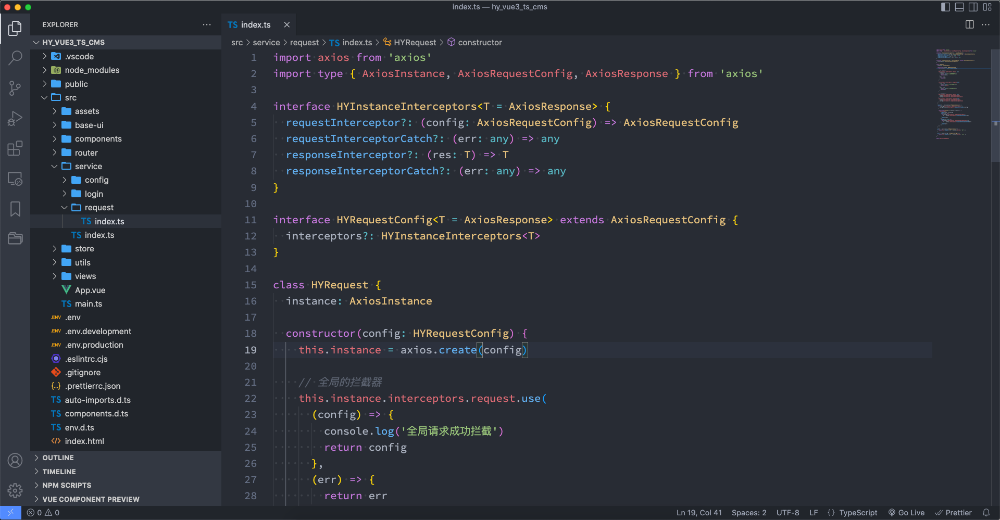 index.ts — hy_vue3_ts_cms
EXPLORER
HY_VUE3_TS_CMS
.vscode
node_modules
public
src
assets
base-ui
components
router
service
config
login
request
TS index.ts
TS index.ts
store
utils
views
App.vue
TS main.ts
.ENV .env
.ENV .env.development
.ENV .env.production
.eslintrc.cjs
.gitignore
{..} .prettierrc.json
TS auto-imports.d.ts
TS components.d.ts
TS env.d.ts
<> index.html
OUTLINE
TIMELINE
NPM SCRIPTS
VUE COMPONENT PREVIEW
TS index.ts
src > service > request > TS index.ts > HYRequest > constructor
1 import axios from 'axios'
2 import type { AxiosInstance, AxiosRequestConfig, AxiosResponse } from 'axios'
3
4 interface HYInstanceInterceptors<T = AxiosResponse> {
5 requestInterceptor?: (config: AxiosRequestConfig) => AxiosRequestConfig
6 requestInterceptorCatch?: (err: any) => any
7 responseInterceptor?: (res: T) => T
8 responseInterceptorCatch?: (err: any) => any
9 }
10
11 interface HYRequestConfig<T = AxiosResponse> extends AxiosRequestConfig {
12 interceptors?: HYInstanceInterceptors<T>
13 }
14
15 class HYRequest {
16 instance: AxiosInstance
17
18 constructor(config: HYRequestConfig) {
19 this.instance = axios.create(config)
20
21 // 全局的拦截器
22 this.instance.interceptors.request.use(
23 (config) => {
24 console.log('全局请求成功拦截')
25 return config
26 },
27 (err) => {
28 return err
0 0
Ln 19, Col 41 Spaces: 2 UTF-8 LF {} TypeScript Go Live Prettier